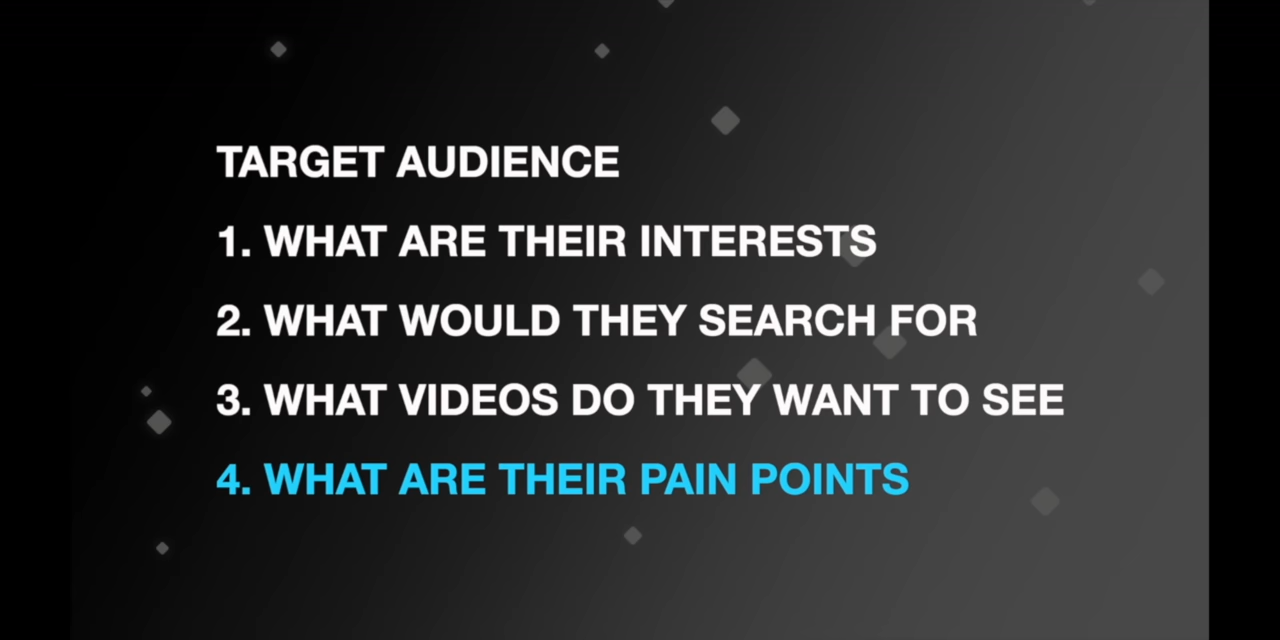 TARGET AUDIENCE
1. WHAT ARE THEIR INTERESTS
2. WHAT WOULD THEY SEARCH FOR
3. WHAT VIDEOS DO THEY WANT TO SEE
4. WHAT ARE THEIR PAIN POINTS